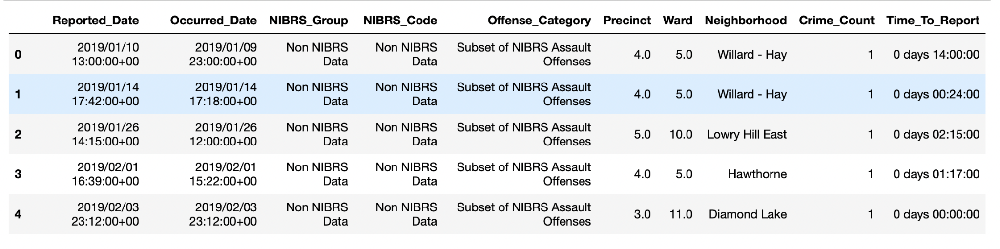 Reported_Date Occurred_Date NIBRS_Group NIBRS_Code Offense_Category Precinct Ward Neighborhood Crime_Count Time_To_Report
0 2019/01/10 13:00:00+00 2019/01/09 23:00:00+00 Non NIBRS Data Non NIBRS Data Subset of NIBRS Assault Offenses 4.0 5.0 Willard - Hay 1 0 days 14:00:00
1 2019/01/14 17:42:00+00 2019/01/14 17:18:00+00 Non NIBRS Data Non NIBRS Data Subset of NIBRS Assault Offenses 4.0 5.0 Willard - Hay 1 0 days 00:24:00
2 2019/01/26 14:15:00+00 2019/01/26 12:00:00+00 Non NIBRS Data Non NIBRS Data Subset of NIBRS Assault Offenses 5.0 10.0 Lowry Hill East 1 0 days 02:15:00
3 2019/02/01 16:39:00+00 2019/02/01 15:22:00+00 Non NIBRS Data Non NIBRS Data Subset of NIBRS Assault Offenses 4.0 5.0 Hawthorne 1 0 days 01:17:00
4 2019/02/03 23:12:00+00 2019/02/03 23:12:00+00 Non NIBRS Data Non NIBRS Data Subset of NIBRS Assault Offenses 3.0 11.0 Diamond Lake 1 0 days 00:00:00